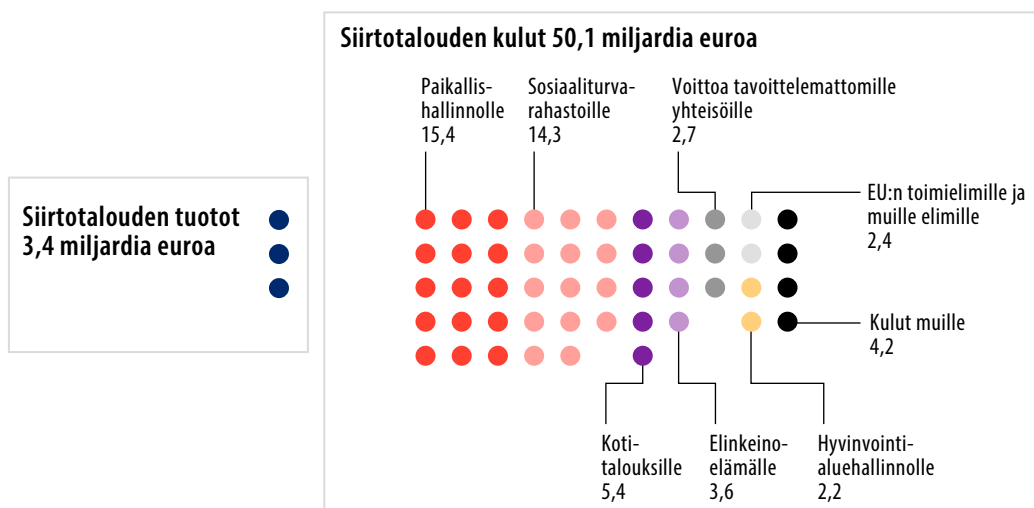 Siirtotalouden tuotot
3,4 miljardia euroa
Siirtotalouden kulut 50,1 miljardia euroa
Paikallis-
hallinnolle
15,4
Sosiaaliturva-
rahastoille
14,3
Voittoa tavoittelemattomille
yhteisöille
2,7
EU:n toimielimille ja
muille elimille
2,4
Kulut muille
4,2
Koti-
talouksille
5,4
Elinkeino-
elämälle
3,6
Hyvinvointi-
aluehallinnolle
2,2